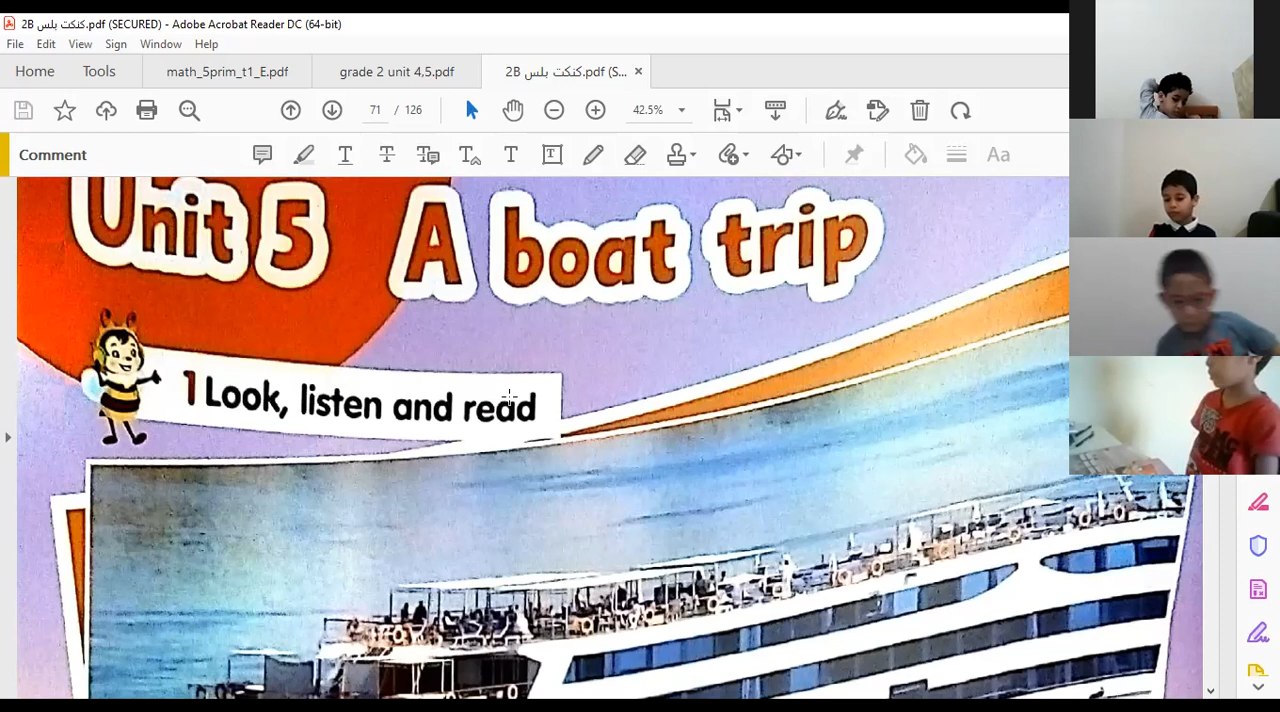 2B كنكت بلس.pdf (SECURED) - Adobe Acrobat Reader DC (64-bit)
File Edit View Sign Window Help
Home Tools math_5prim_t1_E.pdf grade 2 unit 4,5.pdf 2B كنكت بلس.pdf (S... ×
71 / 126 42.5%
Comment
Aa
Unit 5 A boat trip
1 Look, listen and read